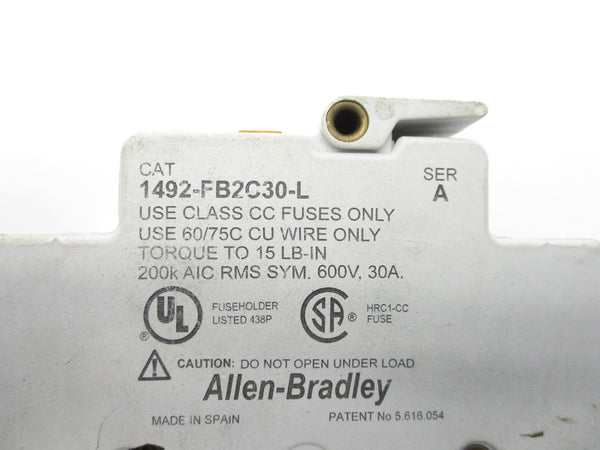 CAT
1492-FB2C30-L
SER
A
USE CLASS CC FUSES ONLY
USE 60/75C CU WIRE ONLY
TORQUE TO 15 LB-IN
200k AIC RMS SYM. 600V, 30A.
UL ®
FUSEHOLDER
LISTED 438P
SA ®
HRC1-CC
FUSE
CAUTION: DO NOT OPEN UNDER LOAD
Allen-Bradley
MADE IN SPAIN
PATENT No 5.616.054